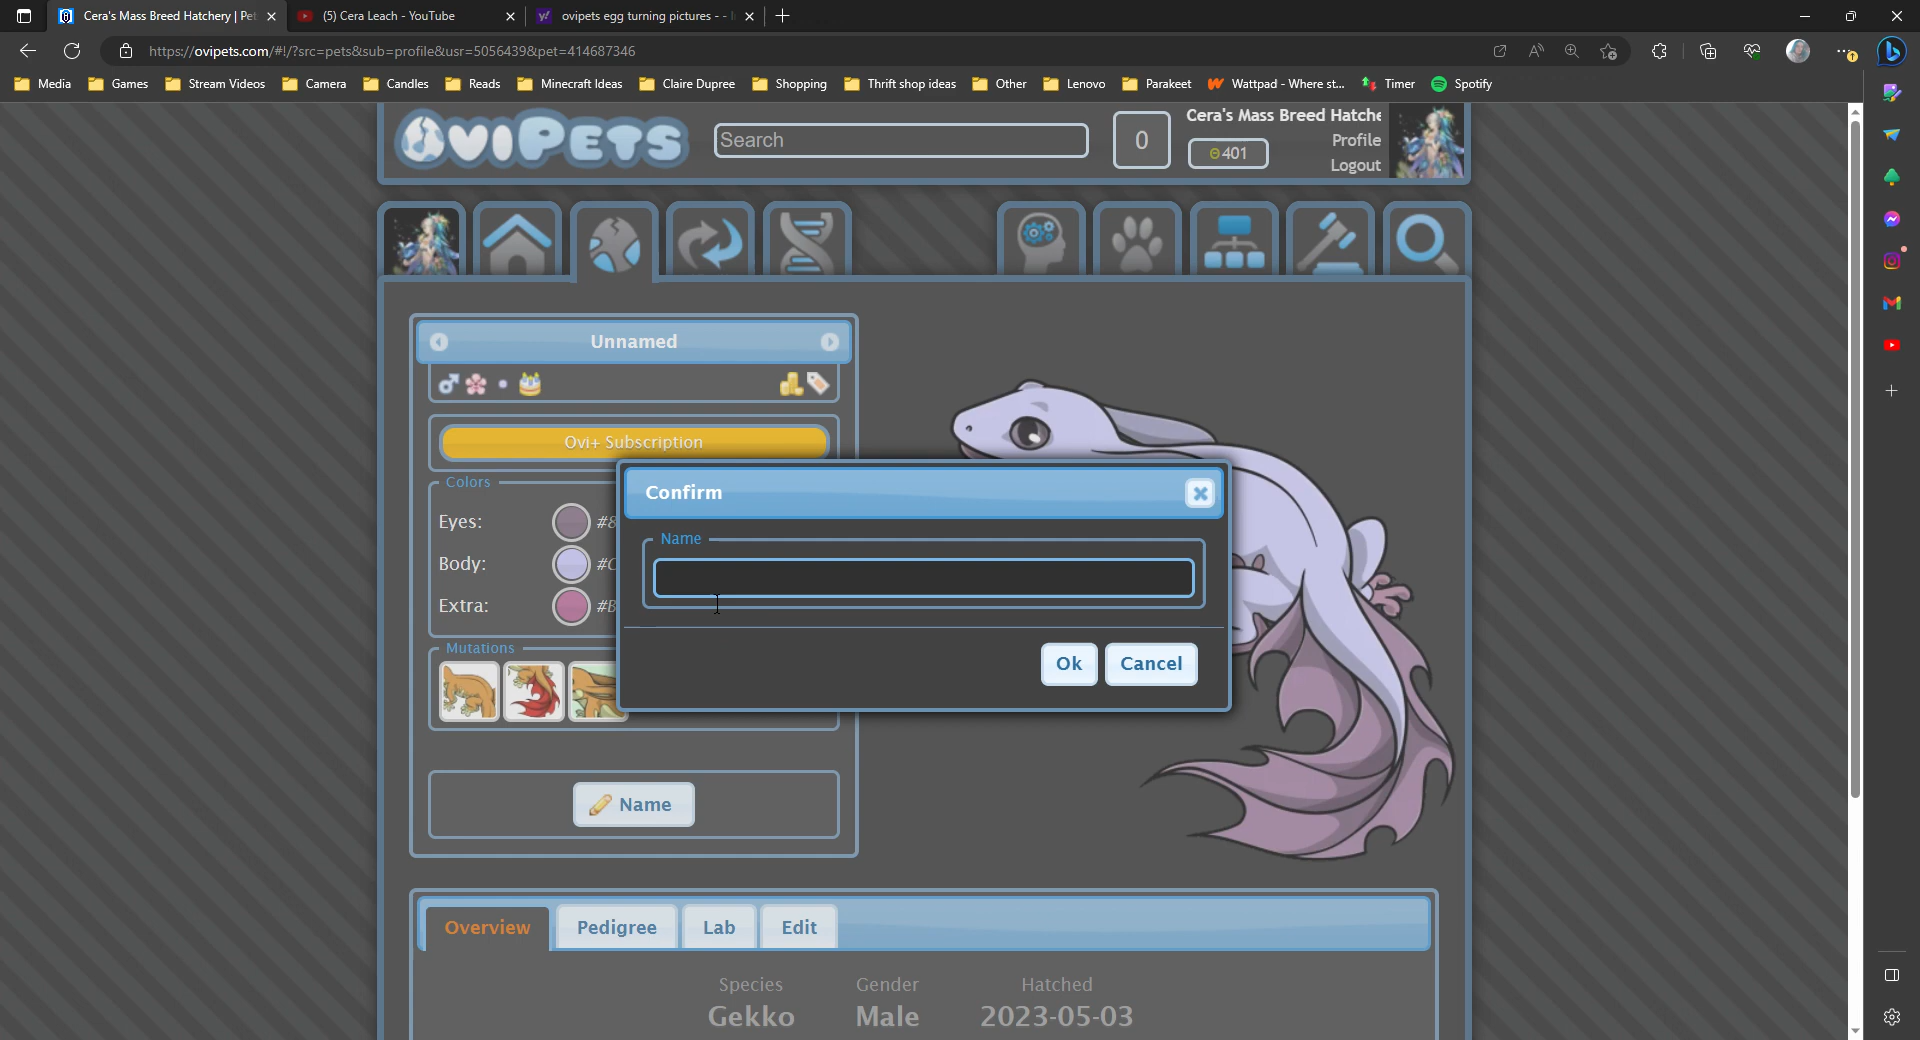 Cera's Mass Breed Hatchery | Pet
(5) Cera Leach - YouTube
ovipets egg turning pictures - -
https://ovipets.com/#!/?src=pets&sub=profile&usr=5056439&pet=414687346
Media Games Stream Videos Camera Candles Reads Minecraft Ideas Claire Dupree Shopping Thrift shop ideas Other Lenovo Parakeet Wattpad - Where st... Timer Spotify
OVIPETS
Search
0
Cera's Mass Breed Hatche
401
Profile
Logout
Unnamed
Ovi+ Subscription
Colors
Eyes: #8
Body: #C
Extra: #B
Mutations
Name
Confirm
Name
Ok Cancel
Overview Pedigree Lab Edit
Species Gender Hatched
Gekko Male 2023-05-03